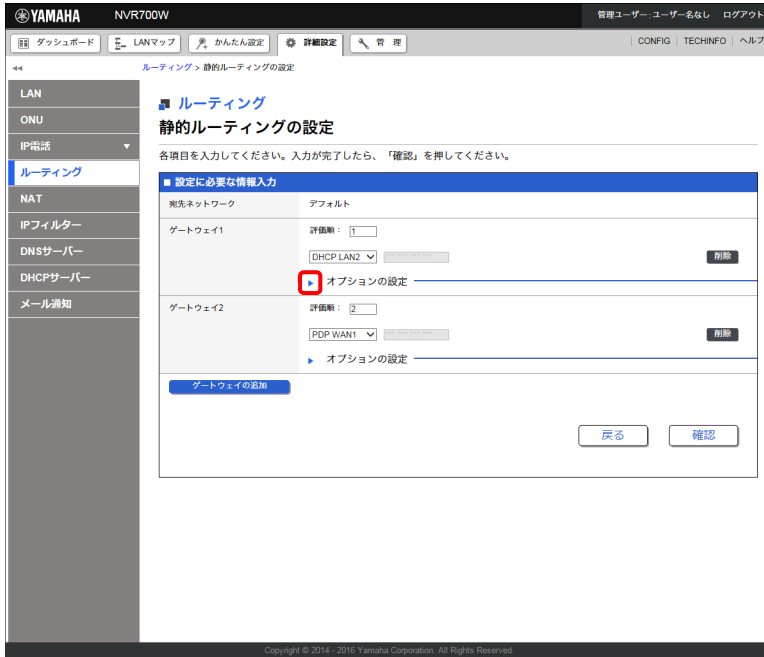 YAMAHA NVR700W 管理ユーザー: ユーザー名なし ログアウト
ダッシュボード LANマップ かんたん設定 詳細設定 管 理 CONFIG TECHINFO ヘルプ
ルーティング > 静的ルーティングの設定
LAN
ONU
IP電話
ルーティング
NAT
IPフィルター
DNSサーバー
DHCPサーバー
メール通知
ルーティング
静的ルーティングの設定
各項目を入力してください。入力が完了したら、「確認」を押してください。
■ 設定に必要な情報入力
宛先ネットワーク デフォルト
ゲートウェイ1 評価順： 1
DHCP LAN2 削除
オプションの設定
ゲートウェイ2 評価順： 2
PDP WAN1 削除
オプションの設定
ゲートウェイの追加
戻る 確認
Copyright © 2014 - 2016 Yamaha Corporation. All Rights Reserved.